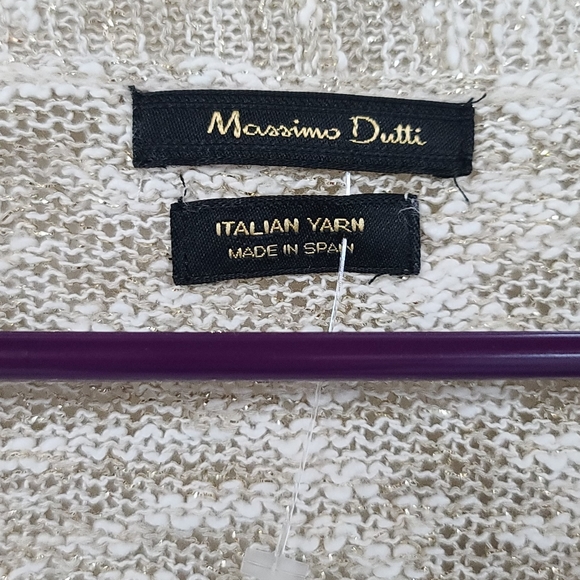 Massimo Dutti
ITALIAN YARN
MADE IN SPAIN